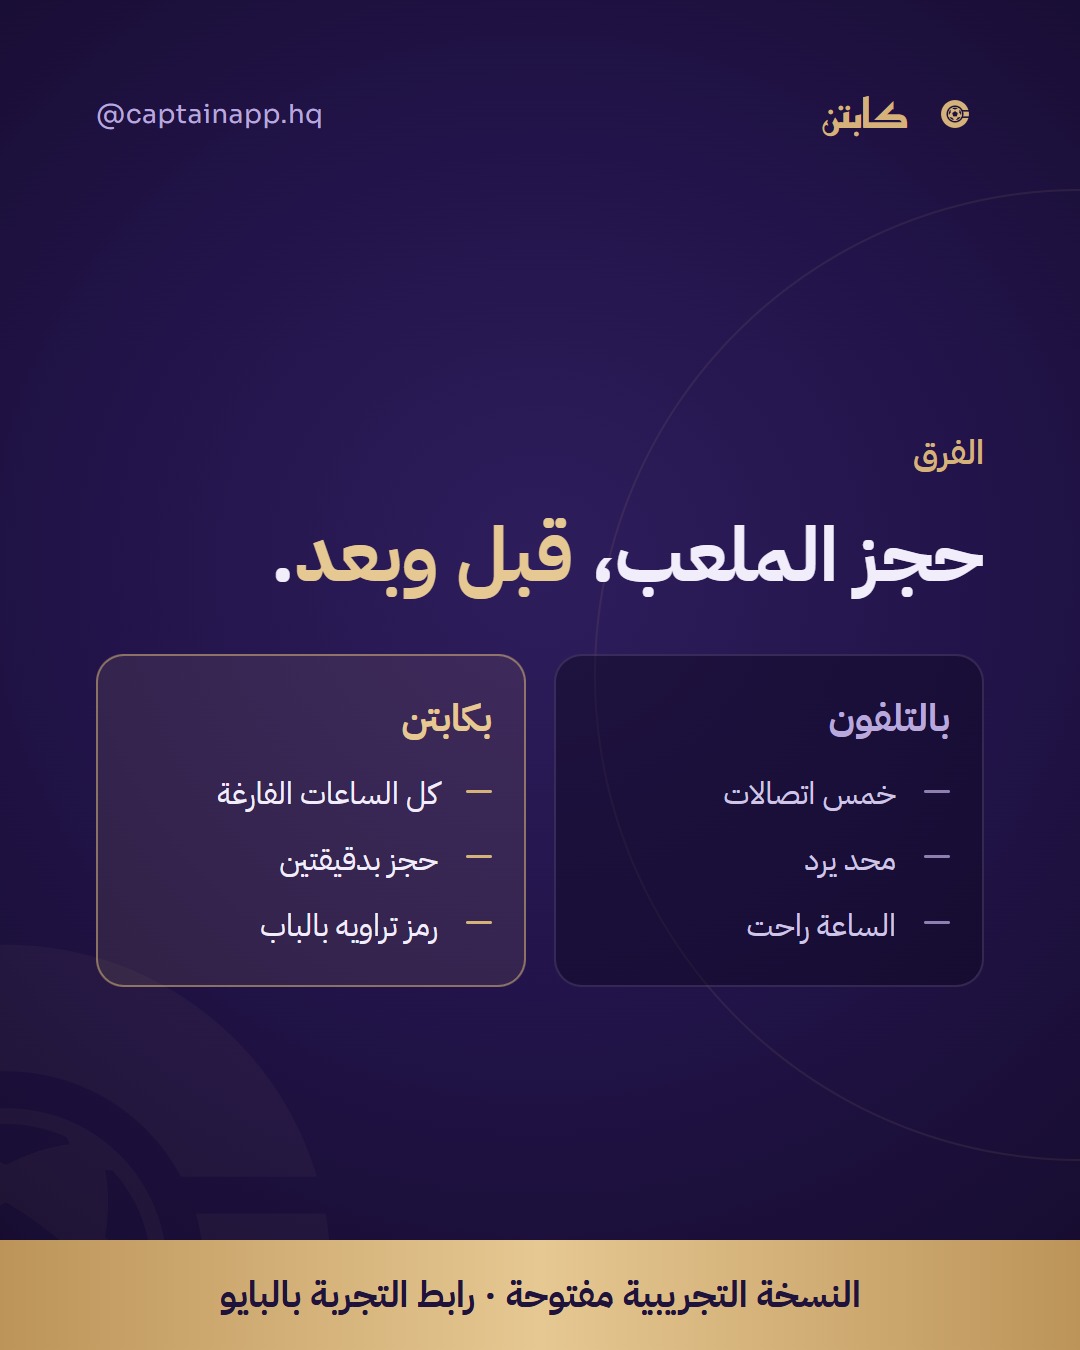 كابتن
@captainapp.hq
الفرق
حجز الملعب، قبل وبعد.
بالتلفون
خمس اتصالات
محد يرد
الساعة راحت
بكابتن
كل الساعات الفارغة
حجز بدقيقتين
رمز تراويه بالباب
النسخة التجريبية مفتوحة · رابط التجربة بالبايو